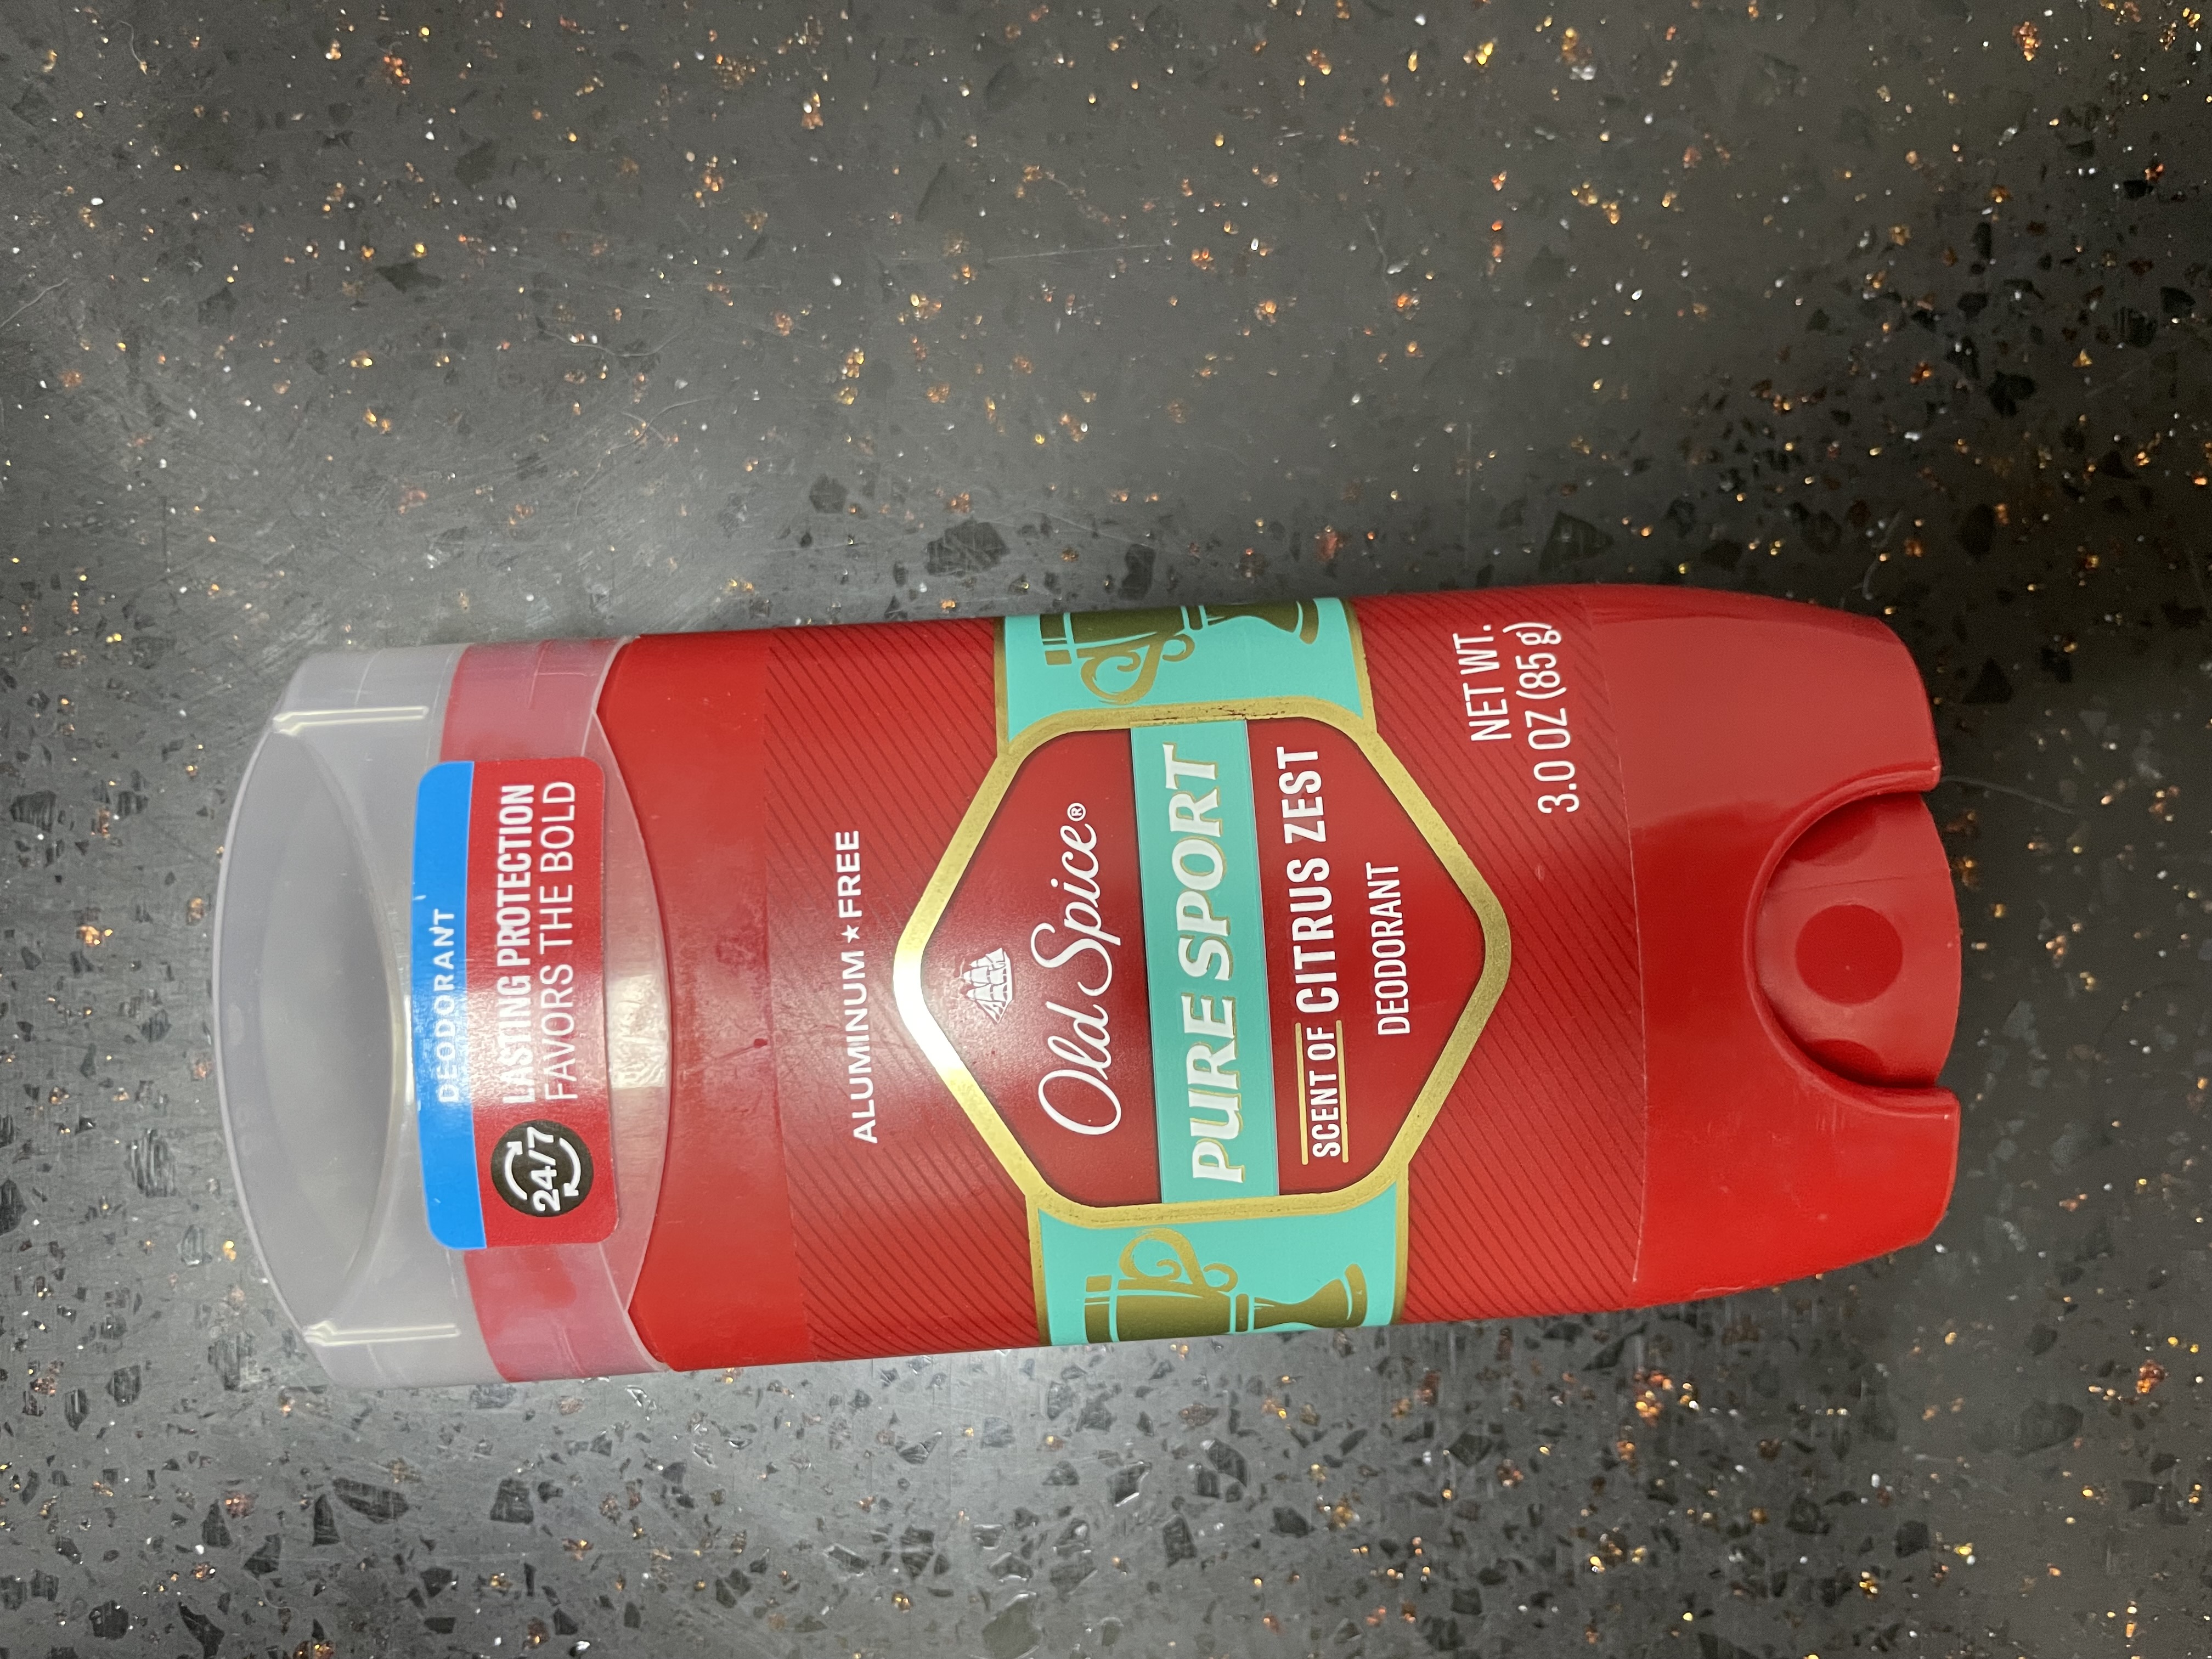 DEODORANT
24/7
LASTING PROTECTION
FAVORS THE BOLD
ALUMINUM★FREE
Old Spice®
PURE SPORT
SCENT OF CITRUS ZEST
DEODORANT
NET WT.
3.0 OZ (85 g)